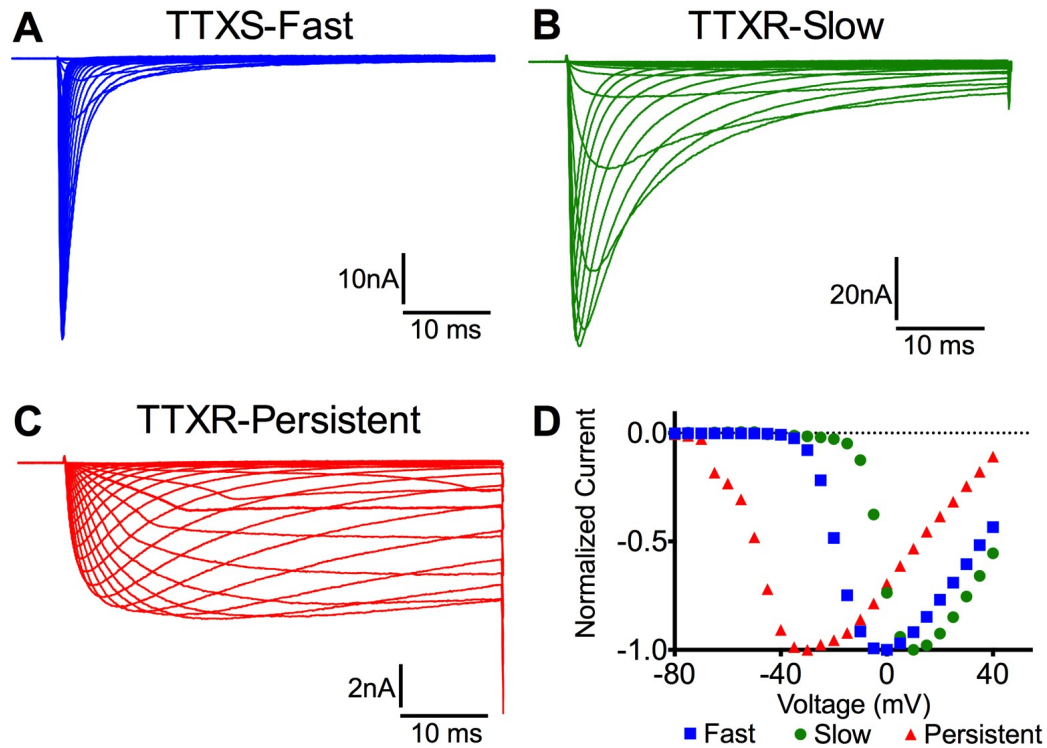 A
TTXS-Fast
10nA
10 ms
B
TTXR-Slow
20nA
10 ms
C
TTXR-Persistent
2nA
10 ms
D
Normalized Current
0.0
-0.5
-1.0
-80
-40
0
40
Voltage (mV)
Fast
Slow
Persistent